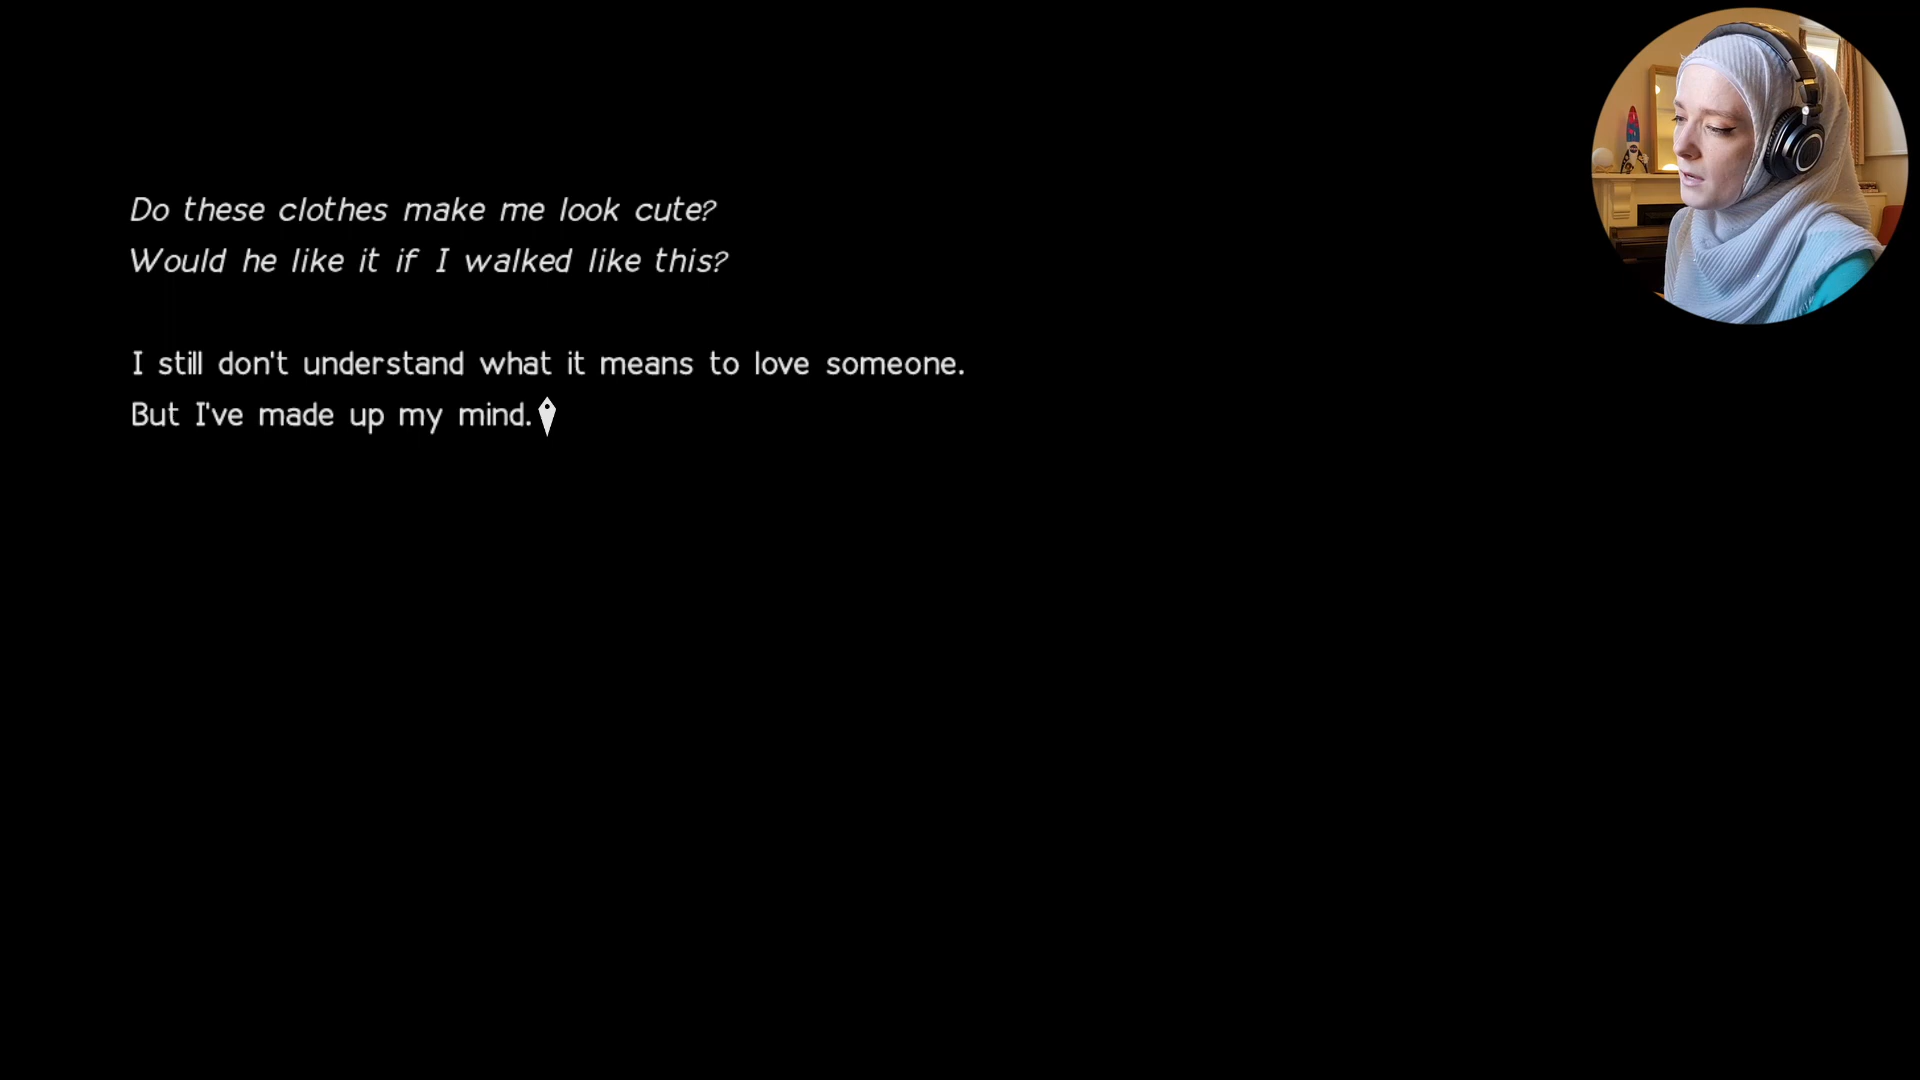 Do these clothes make me look cute?
Would he like it if I walked like this?
I still don't understand what it means to love someone.
But I've made up my mind.